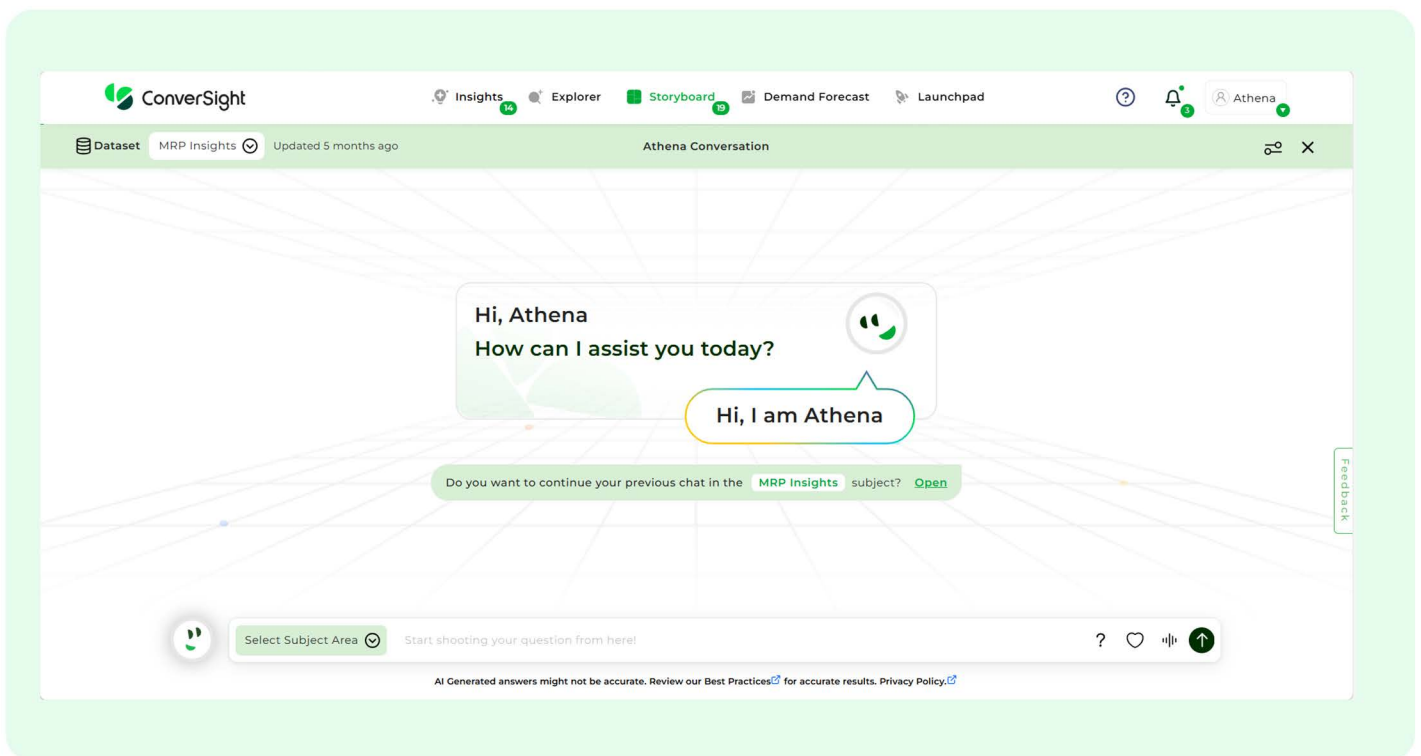 ConverSight
Insights 14 Explorer Storyboard 19 Demand Forecast Launchpad ? 3 Athena
Dataset MRP Insights Updated 5 months ago Athena Conversation
Hi, Athena
How can I assist you today?
Hi, I am Athena
Do you want to continue your previous chat in the MRP Insights subject? Open
Feedback
Select Subject Area Start shooting your question from here! ?
AI Generated answers might not be accurate. Review our Best Practices for accurate results. Privacy Policy.